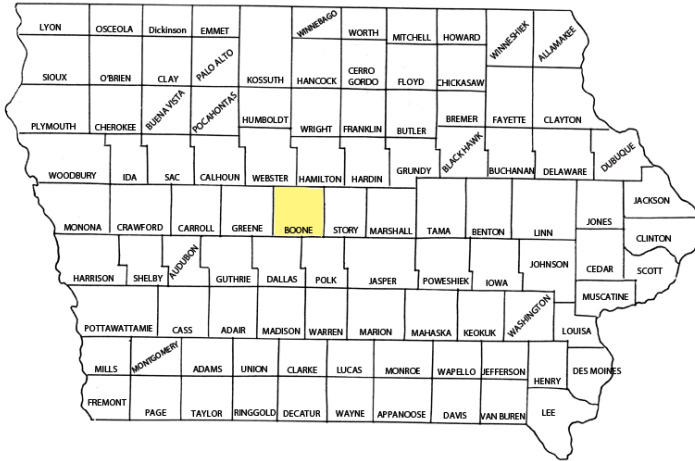 LYON OSCEOLA Dickinson EMMET WINNEBAGO WORTH MITCHELL HOWARD WINNESHIEK ALLAMAKEE
SIOUX O'BRIEN CLAY PALO ALTO KOSSUTH HANCOCK CERRO GORDO FLOYD CHICKASAW
PLYMOUTH CHEROKEE BUENA VISTA POCAHONTAS HUMBOLDT WRIGHT FRANKLIN BUTLER BREMER FAYETTE CLAYTON
WOODBURY IDA SAC CALHOUN WEBSTER HAMILTON HARDIN GRUNDY BLACK HAWK BUCHANAN DELAWARE DUBUQUE
MONONA CRAWFORD CARROLL GREENE BOONE STORY MARSHALL TAMA BENTON LINN JONES JACKSON
CLINTON
HARRISON SHELBY AUDUBON GUTHRIE DALLAS POLK JASPER POWESHIEK IOWA JOHNSON CEDAR SCOTT
MUSCATINE
POTTAWATTAMIE CASS ADAIR MADISON WARREN MARION MAHASKA KEOKUK WASHINGTON LOUISA
MILLS MONTGOMERY ADAMS UNION CLARKE LUCAS MONROE WAPELLO JEFFERSON HENRY DES MOINES
FREMONT PAGE TAYLOR RINGGOLD DECATUR WAYNE APPANOOSE DAVIS VAN BUREN LEE